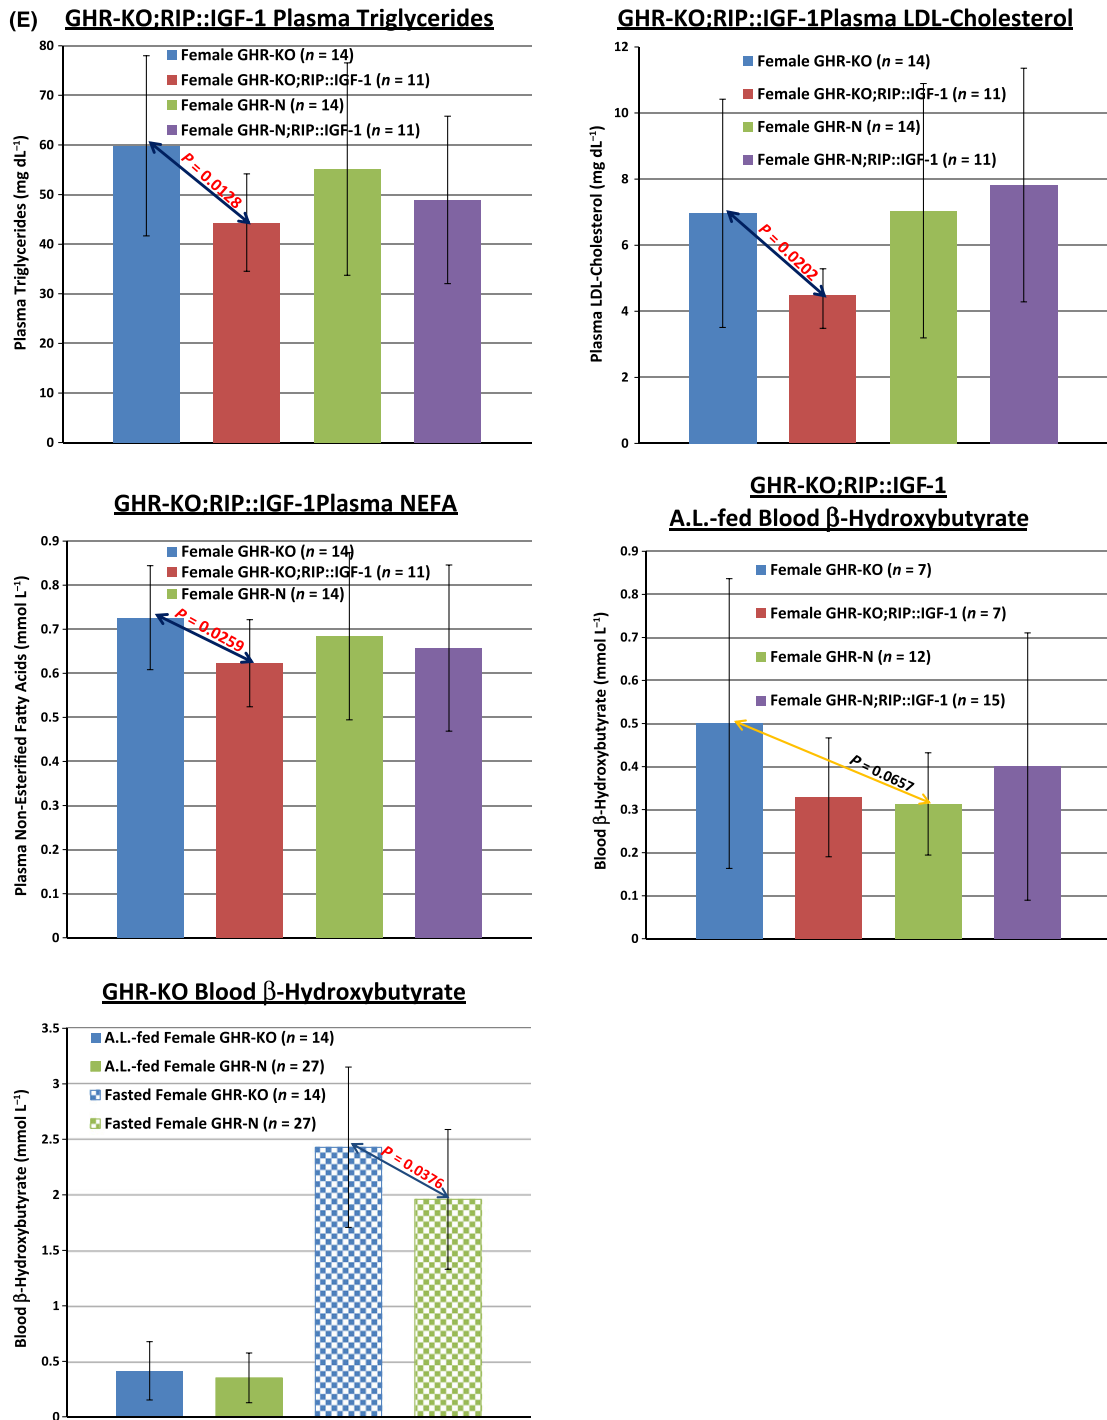 (E)
GHR-KO;RIP::IGF-1 Plasma Triglycerides
Plasma Triglycerides (mg dL⁻¹)
80
70
60
50
40
30
20
10
0
Female GHR-KO (n = 14)
Female GHR-KO;RIP::IGF-1 (n = 11)
Female GHR-N (n = 14)
Female GHR-N;RIP::IGF-1 (n = 11)
P = 0.0128
GHR-KO;RIP::IGF-1Plasma LDL-Cholesterol
Plasma LDL-Cholesterol (mg dL⁻¹)
12
10
8
6
4
2
0
Female GHR-KO (n = 14)
Female GHR-KO;RIP::IGF-1 (n = 11)
Female GHR-N (n = 14)
Female GHR-N;RIP::IGF-1 (n = 11)
P = 0.0202
GHR-KO;RIP::IGF-1Plasma NEFA
Plasma Non-Esterified Fatty Acids (mmol L⁻¹)
0.9
0.8
0.7
0.6
0.5
0.4
0.3
0.2
0.1
0
Female GHR-KO (n = 14)
Female GHR-KO;RIP::IGF-1 (n = 11)
Female GHR-N (n = 14)
P = 0.0259
GHR-KO;RIP::IGF-1
A.L.-fed Blood β-Hydroxybutyrate
Blood β-Hydroxybutyrate (mmol L⁻¹)
0.9
0.8
0.7
0.6
0.5
0.4
0.3
0.2
0.1
0
Female GHR-KO (n = 7)
Female GHR-KO;RIP::IGF-1 (n = 7)
Female GHR-N (n = 12)
Female GHR-N;RIP::IGF-1 (n = 15)
P = 0.0657
GHR-KO Blood β-Hydroxybutyrate
Blood β-Hydroxybutyrate (mmol L⁻¹)
3.5
3
2.5
2
1.5
1
0.5
0
A.L.-fed Female GHR-KO (n = 14)
A.L.-fed Female GHR-N (n = 27)
Fasted Female GHR-KO (n = 14)
Fasted Female GHR-N (n = 27)
P = 0.0376